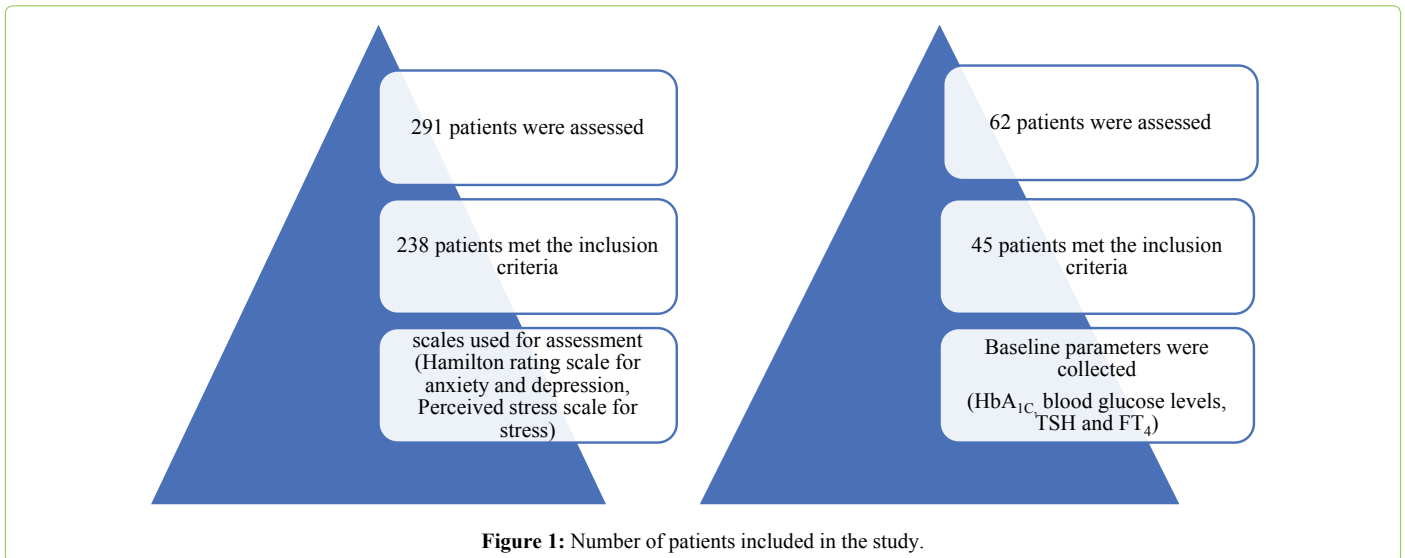 291 patients were assessed
238 patients met the inclusion
criteria
scales used for assessment
(Hamilton rating scale for
anxiety and depression,
Perceived stress scale for
stress)
62 patients were assessed
45 patients met the inclusion
criteria
Baseline parameters were
collected
(HbA1C, blood glucose levels,
TSH and FT4)
Figure 1: Number of patients included in the study.